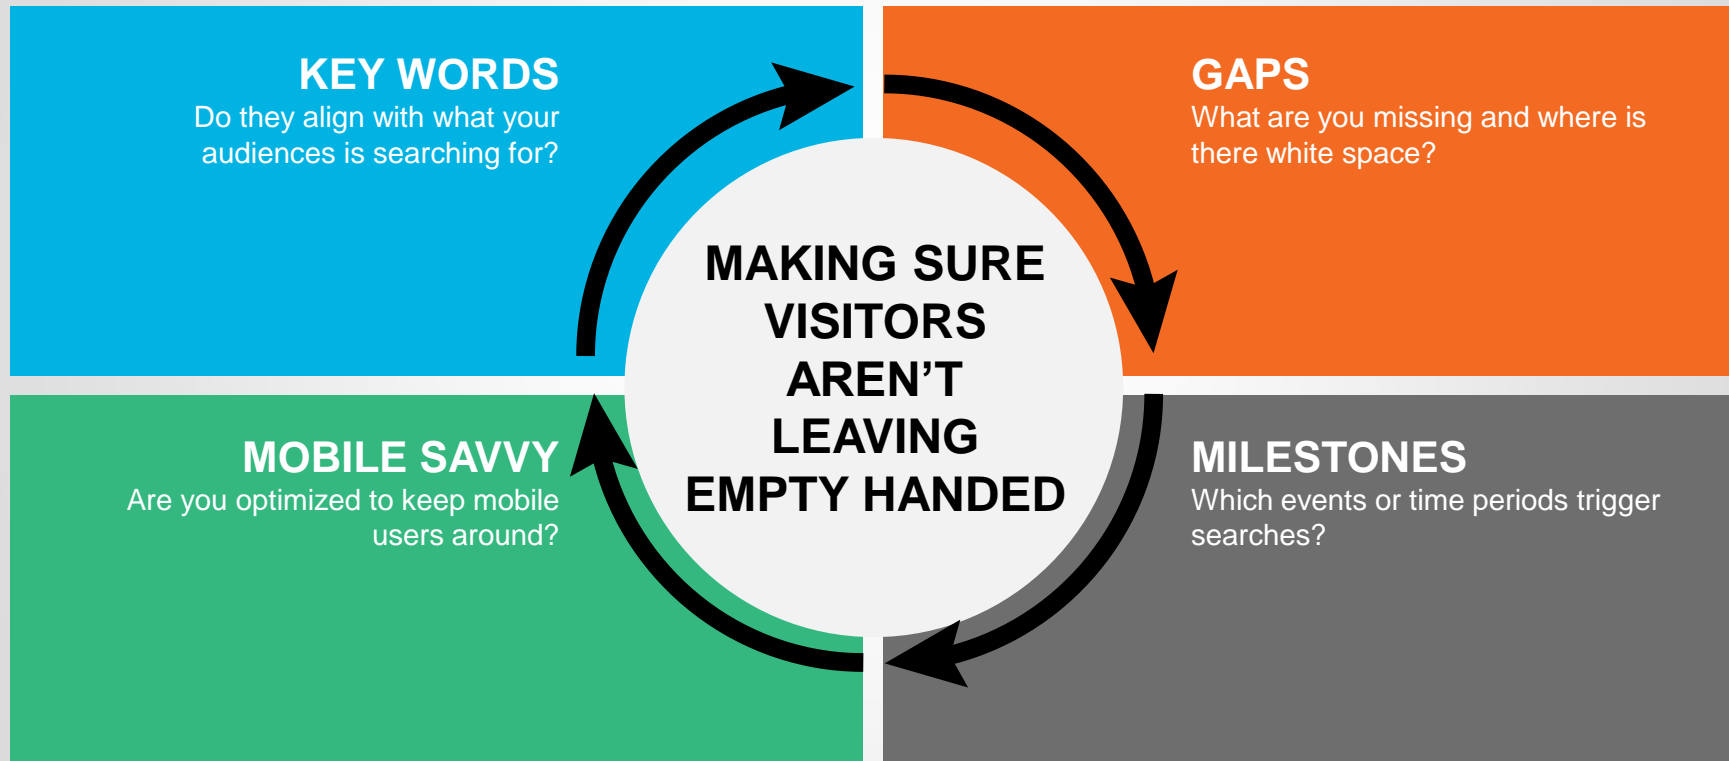 KEY WORDS
Do they align with what your
audiences is searching for?
GAPS
What are you missing and where is
there white space?
MAKING SURE
VISITORS
AREN’T
LEAVING
EMPTY HANDED
MOBILE SAVVY
Are you optimized to keep mobile
users around?
MILESTONES
Which events or time periods trigger
searches?